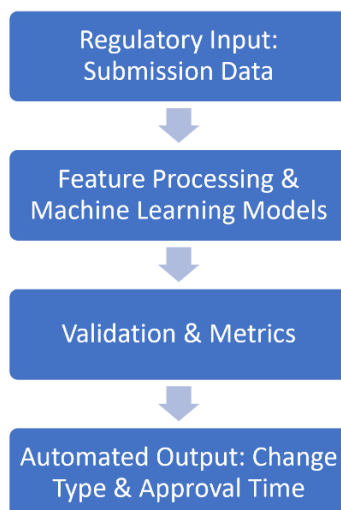 Regulatory Input:
Submission Data
Feature Processing &
Machine Learning Models
Validation & Metrics
Automated Output: Change
Type & Approval Time